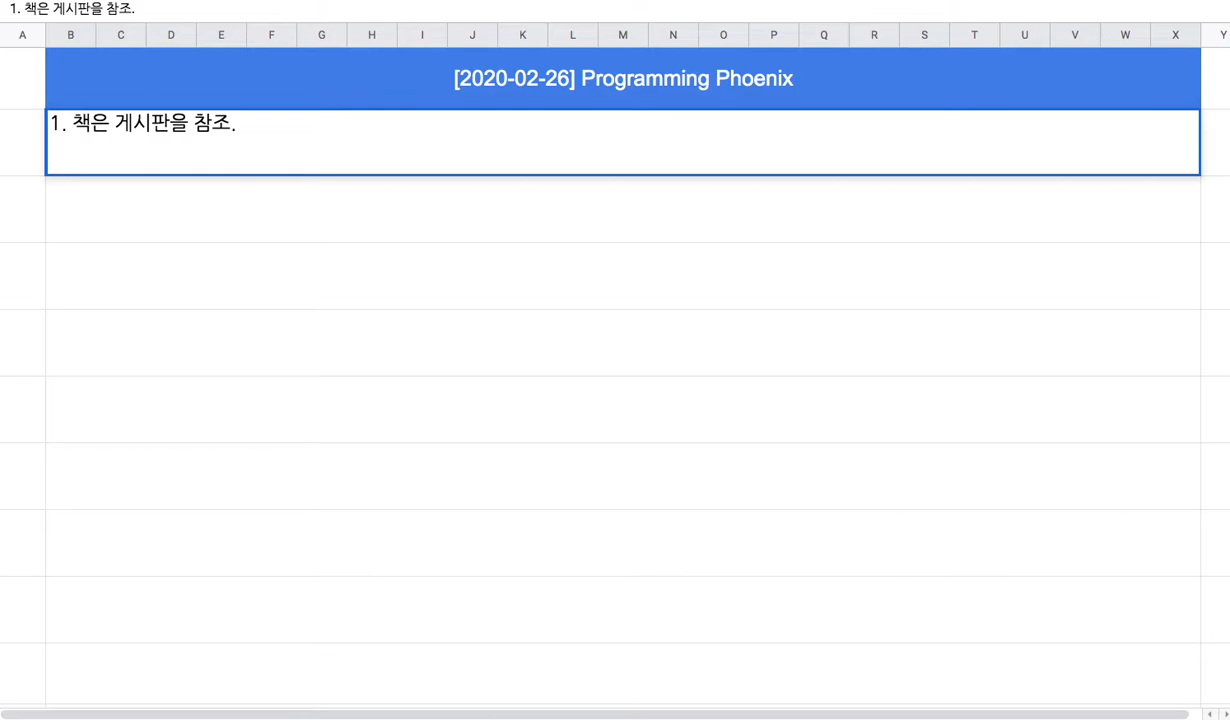 1. 책은 게시판을 참조.
A B C D E F G H I J K L M N O P Q R S T U V W X Y
[2020-02-26] Programming Phoenix
1. 책은 게시판을 참조.